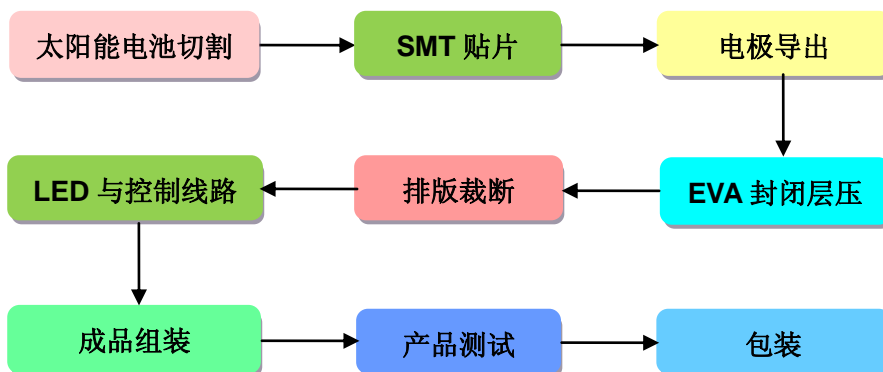 太阳能电池切割
SMT 贴片
电极导出
EVA 封闭层压
排版裁断
LED 与控制线路
成品组装
产品测试
包装